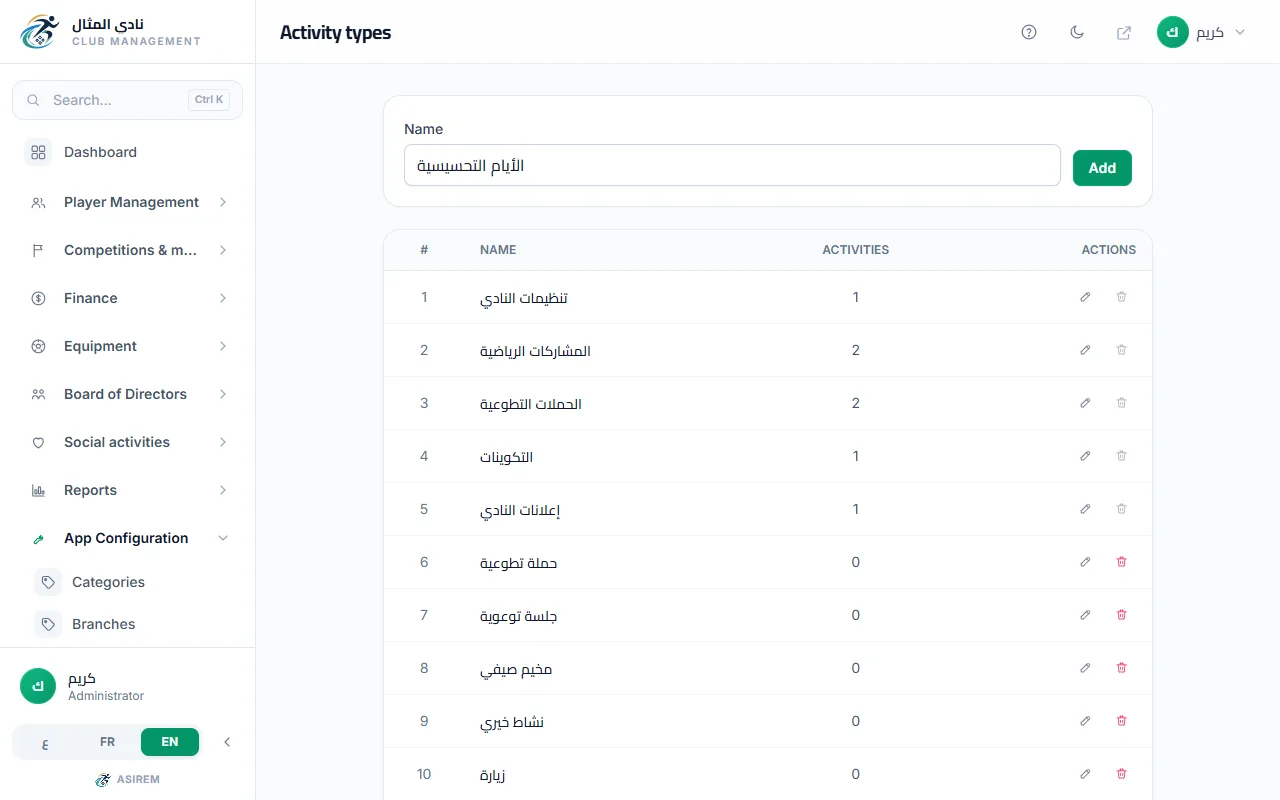 نادي المثال
CLUB MANAGEMENT
Search...
Ctrl K
Dashboard
Player Management
Competitions & m...
Finance
Equipment
Board of Directors
Social activities
Reports
App Configuration
Categories
Branches
ك
كريم
Administrator
ع
FR
EN
ASIREM
Activity types
ك
كريم
Name
الأيام التحسيسية
Add
# NAME ACTIVITIES ACTIONS
1 تنظيمات النادي 1
2 المشاركات الرياضية 2
3 الحملات التطوعية 2
4 التكوينات 1
5 إعلانات النادي 1
6 حملة تطوعية 0
7 جلسة توعوية 0
8 مخيم صيفي 0
9 نشاط خيري 0
10 زيارة 0